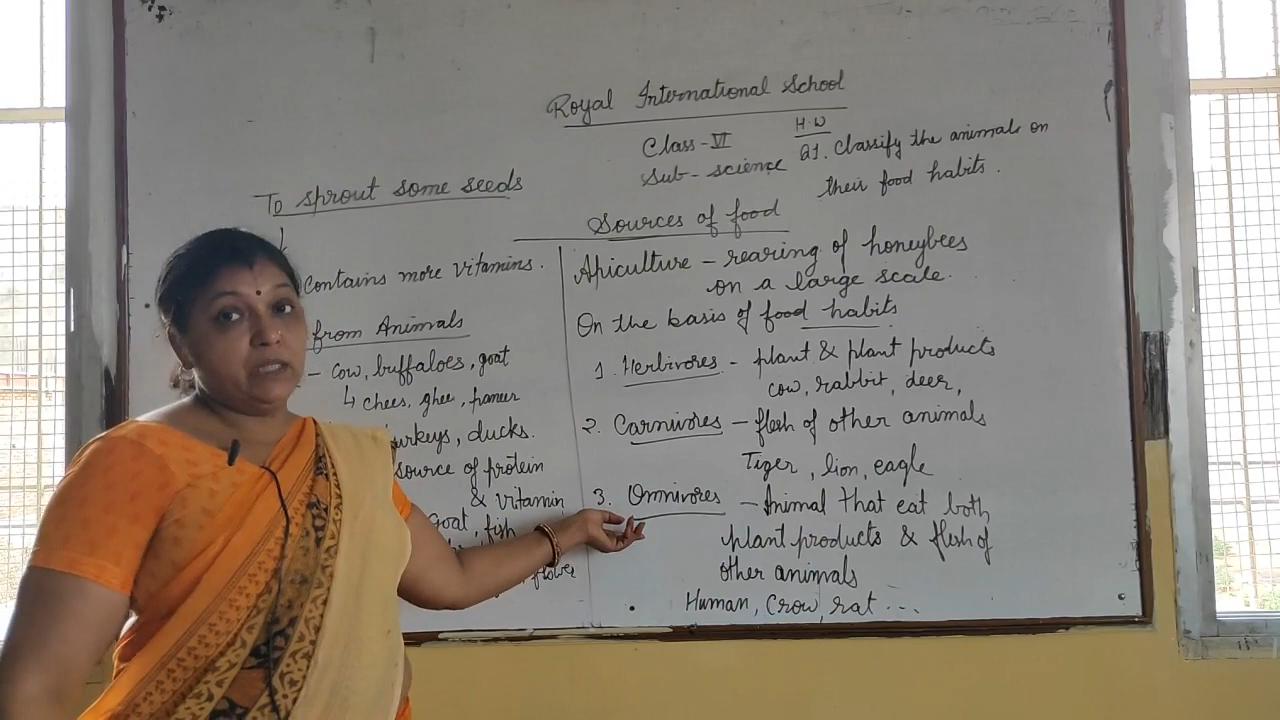 Royal International School
Class-VI
Sub-science
H.W
Q1. Classify the animals on
their food habits.
To sprout some seeds
Contains more vitamins.
from Animals
- Cow, buffaloes, goat
chees, ghee, paneer
turkeys, ducks.
source of protein
& vitamin
goat, fish
flower
Sources of food
Apiculture - rearing of honeybees
on a large scale.
On the basis of food habits
1. Herbivores - plant & plant products
cow, rabbit, deer,
2. Carnivores - flesh of other animals
Tiger, lion, eagle
3. Omnivores - Animal that eat both
plant products & flesh of
other animals
Human, Crow, rat ...